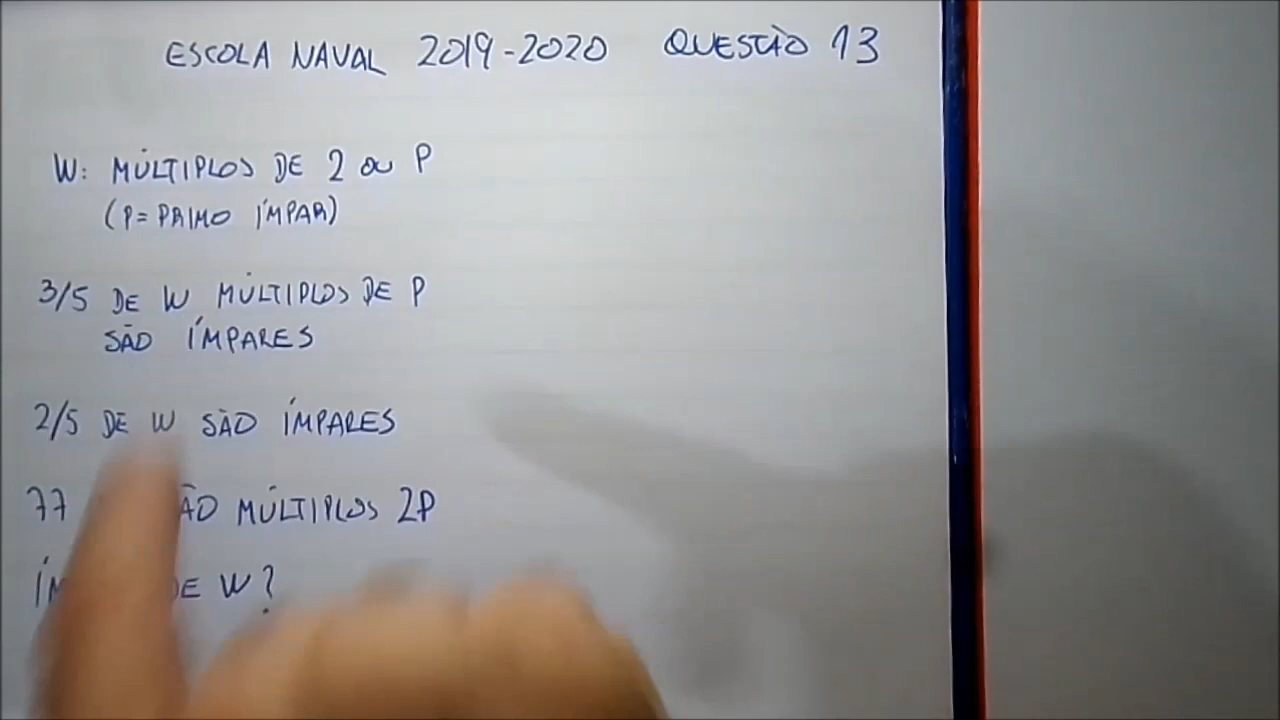 ESCOLA NAVAL 2019-2020 QUESTÃO 13
W: MÚLTIPLOS DE 2 OU P
(P=PRIMO ÍMPAR)
3/5 DE W MÚLTIPLOS DE P
SÃO ÍMPARES
2/5 DE W SÃO ÍMPARES
77 MÚLTIPLOS 2P
DE W?